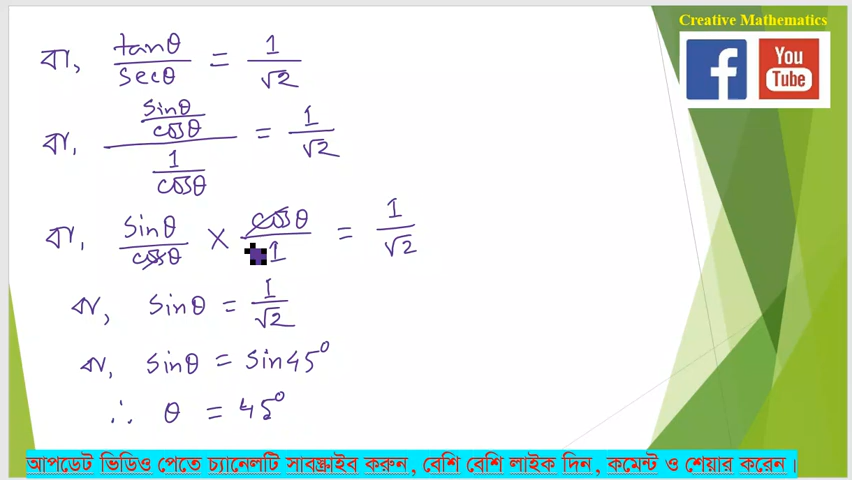 Creative Mathematics
f You Tube
বা, tanθ/secθ = 1/√2
বা, (sinθ/cosθ)/(1/cosθ) = 1/√2
বা, sinθ/cosθ × cosθ/1 = 1/√2
বা, sinθ = 1/√2
বা, sinθ = sin45°
∴ θ = 45°
আপডেট ভিডিও পেতে চ্যানেলটি সাবস্ক্রাইব করুন, বেশি বেশি লাইক দিন, কমেন্ট ও শেয়ার করেন।